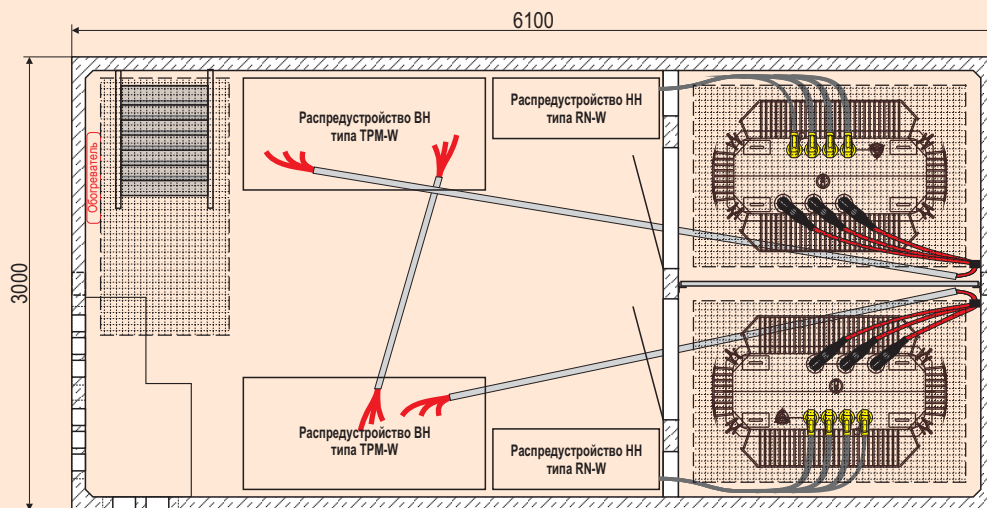 6100
Распредустройство ВН
типа TPM-W
Распредустройство НН
типа RN-W
Обогреватель
3000
Распредустройство ВН
типа TPM-W
Распредустройство НН
типа RN-W